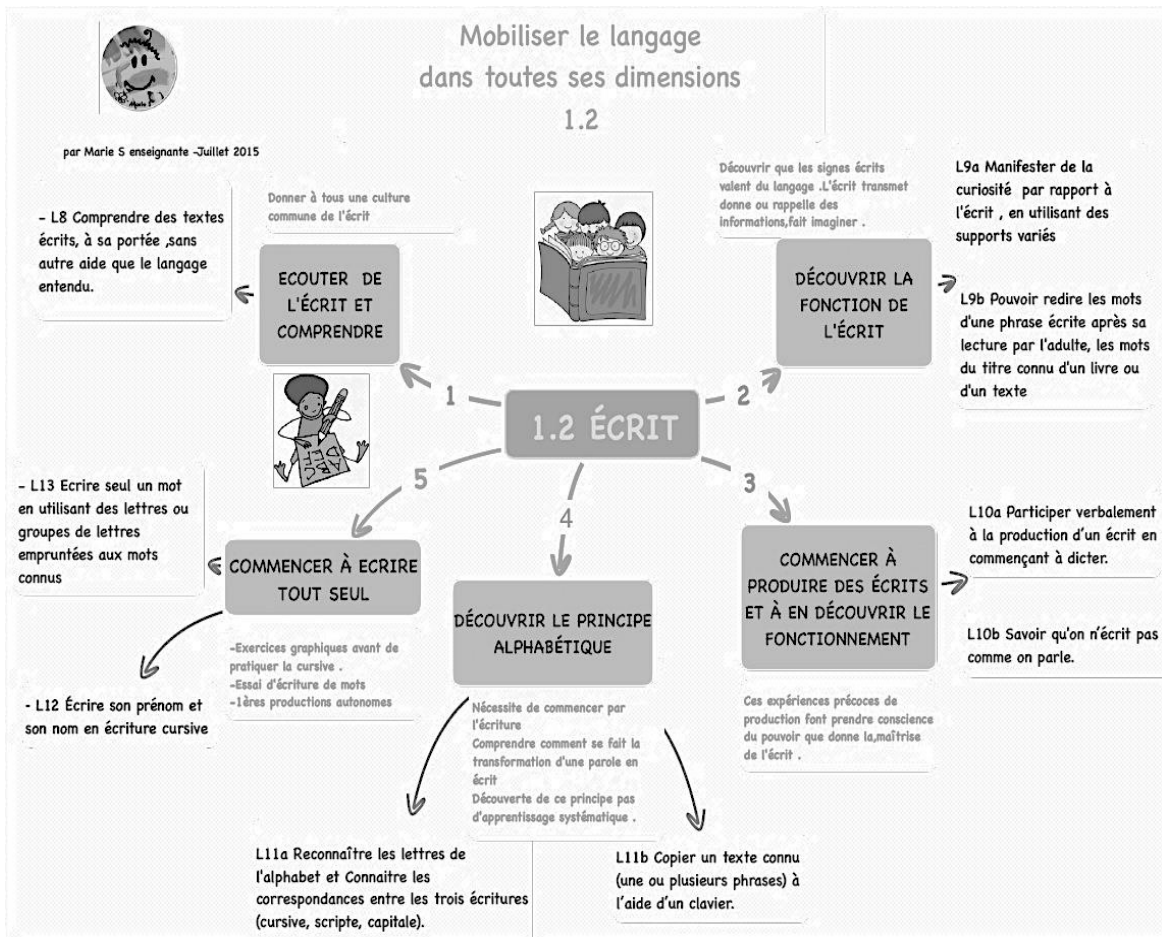 Mobiliser le langage
dans toutes ses dimensions
1.2
par Marie S enseignante -Juillet 2015
Donner à tous une culture
commune de l'écrit
- L8 Comprendre des textes
écrits, à sa portée ,sans
autre aide que le langage
entendu.
ECOUTER DE
L'ÉCRIT ET
COMPRENDRE
1
Découvrir que les signes écrits
valent du langage .L'écrit transmet
donne ou rappelle des
informations,fait imaginer .
DÉCOUVRIR LA
FONCTION DE
L'ÉCRIT
2
L9a Manifester de la
curiosité par rapport à
l'écrit , en utilisant des
supports variés
L9b Pouvoir redire les mots
d'une phrase écrite après sa
lecture par l'adulte, les mots
du titre connu d'un livre ou
d'un texte
1.2 ÉCRIT
3
COMMENCER À
PRODUIRE DES ÉCRITS
ET À EN DÉCOUVRIR LE
FONCTIONNEMENT
L10a Participer verbalement
à la production d'un écrit en
commençant à dicter.
L10b Savoir qu'on n'écrit pas
comme on parle.
Ces expériences précoces de
production font prendre conscience
du pouvoir que donne la,maîtrise
de l'écrit .
4
DÉCOUVRIR LE PRINCIPE
ALPHABÉTIQUE
Nécessite de commencer par
l'écriture
Comprendre comment se fait la
transformation d'une parole en
écrit
Découverte de ce principe pas
d'apprentissage systématique .
L11a Reconnaître les lettres de
l'alphabet et Connaitre les
correspondances entre les trois écritures
(cursive, scripte, capitale).
L11b Copier un texte connu
(une ou plusieurs phrases) à
l'aide d'un clavier.
5
COMMENCER À ECRIRE
TOUT SEUL
- L13 Ecrire seul un mot
en utilisant des lettres ou
groupes de lettres
empruntées aux mots
connus
-Exercices graphiques avant de
pratiquer la cursive .
-Essai d'écriture de mots
-1ères productions autonomes
- L12 Écrire son prénom et
son nom en écriture cursive